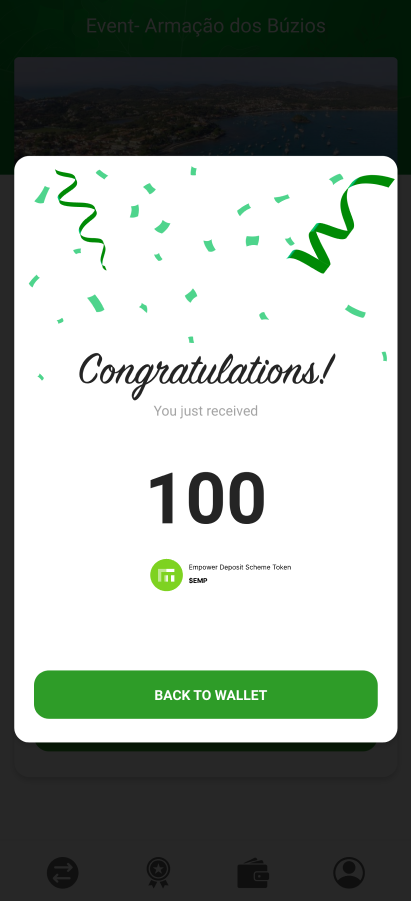 Event- Armação dos Búzios
Congratulations!
You just received
100
Empower Deposit Scheme Token
$EMP
BACK TO WALLET